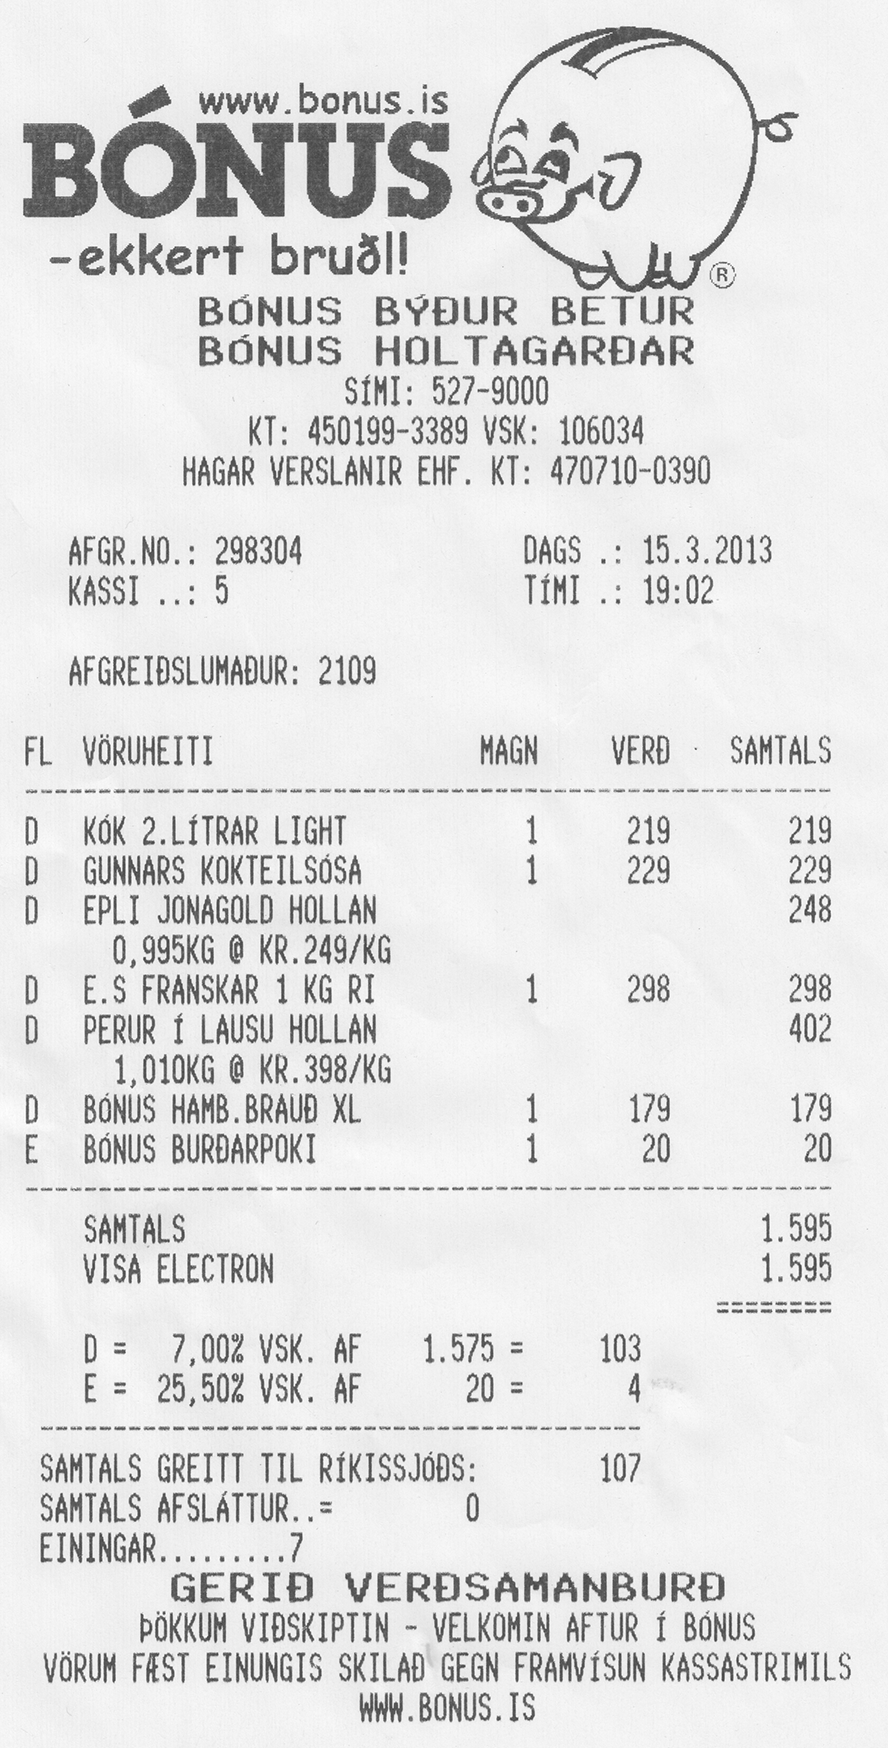 www.bonus.is
BÓNUS
-ekkert bruðl!
®
BÓNUS BÝÐUR BETUR
BÓNUS HOLTAGARÐAR
SÍMI: 527-9000
KT: 450199-3389 VSK: 106034
HAGAR VERSLANIR EHF. KT: 470710-0390
AFGR.NO.: 298304 DAGS .: 15.3.2013
KASSI ..: 5 TÍMI .: 19:02
AFGREIÐSLUMAÐUR: 2109
FL VÖRUHEITI MAGN VERÐ SAMTALS
D KÓK 2.LÍTRAR LIGHT 1 219 219
D GUNNARS KOKTEILSÓSA 1 229 229
D EPLI JONAGOLD HOLLAN 248
0,995KG @ KR.249/KG
D E.S FRANSKAR 1 KG RI 1 298 298
D PERUR Í LAUSU HOLLAN 402
1,010KG @ KR.398/KG
D BÓNUS HAMB.BRAUÐ XL 1 179 179
E BÓNUS BURÐARPOKI 1 20 20
SAMTALS 1.595
VISA ELECTRON 1.595
========
D = 7,00% VSK. AF 1.575 = 103
E = 25,50% VSK. AF 20 = 4
SAMTALS GREITT TIL RÍKISSJÓÐS: 107
SAMTALS AFSLÁTTUR..= 0
EININGAR.........7
GERIÐ VERÐSAMANBURÐ
ÞÖKKUM VIÐSKIPTIN - VELKOMIN AFTUR Í BÓNUS
VÖRUM FÆST EINUNGIS SKILAÐ GEGN FRAMVÍSUN KASSASTRIMILS
WWW.BONUS.IS